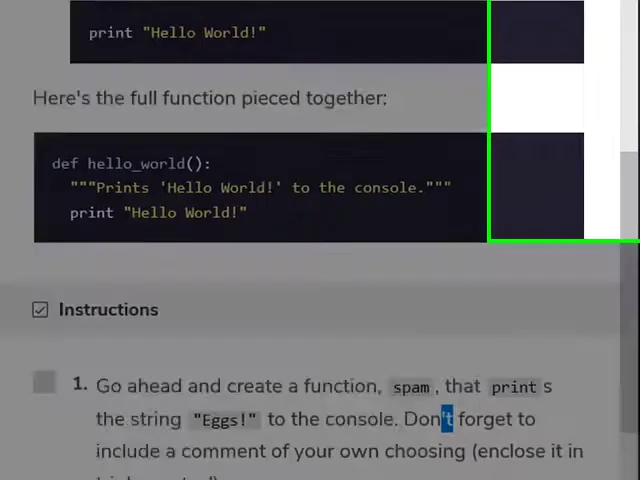 print "Hello World!"
Here's the full function pieced together:
def hello_world():
"""Prints 'Hello World!' to the console."""
print "Hello World!"
Instructions
1. Go ahead and create a function, spam, that prints
the string "Eggs!" to the console. Don't forget to
include a comment of your own choosing (enclose it in